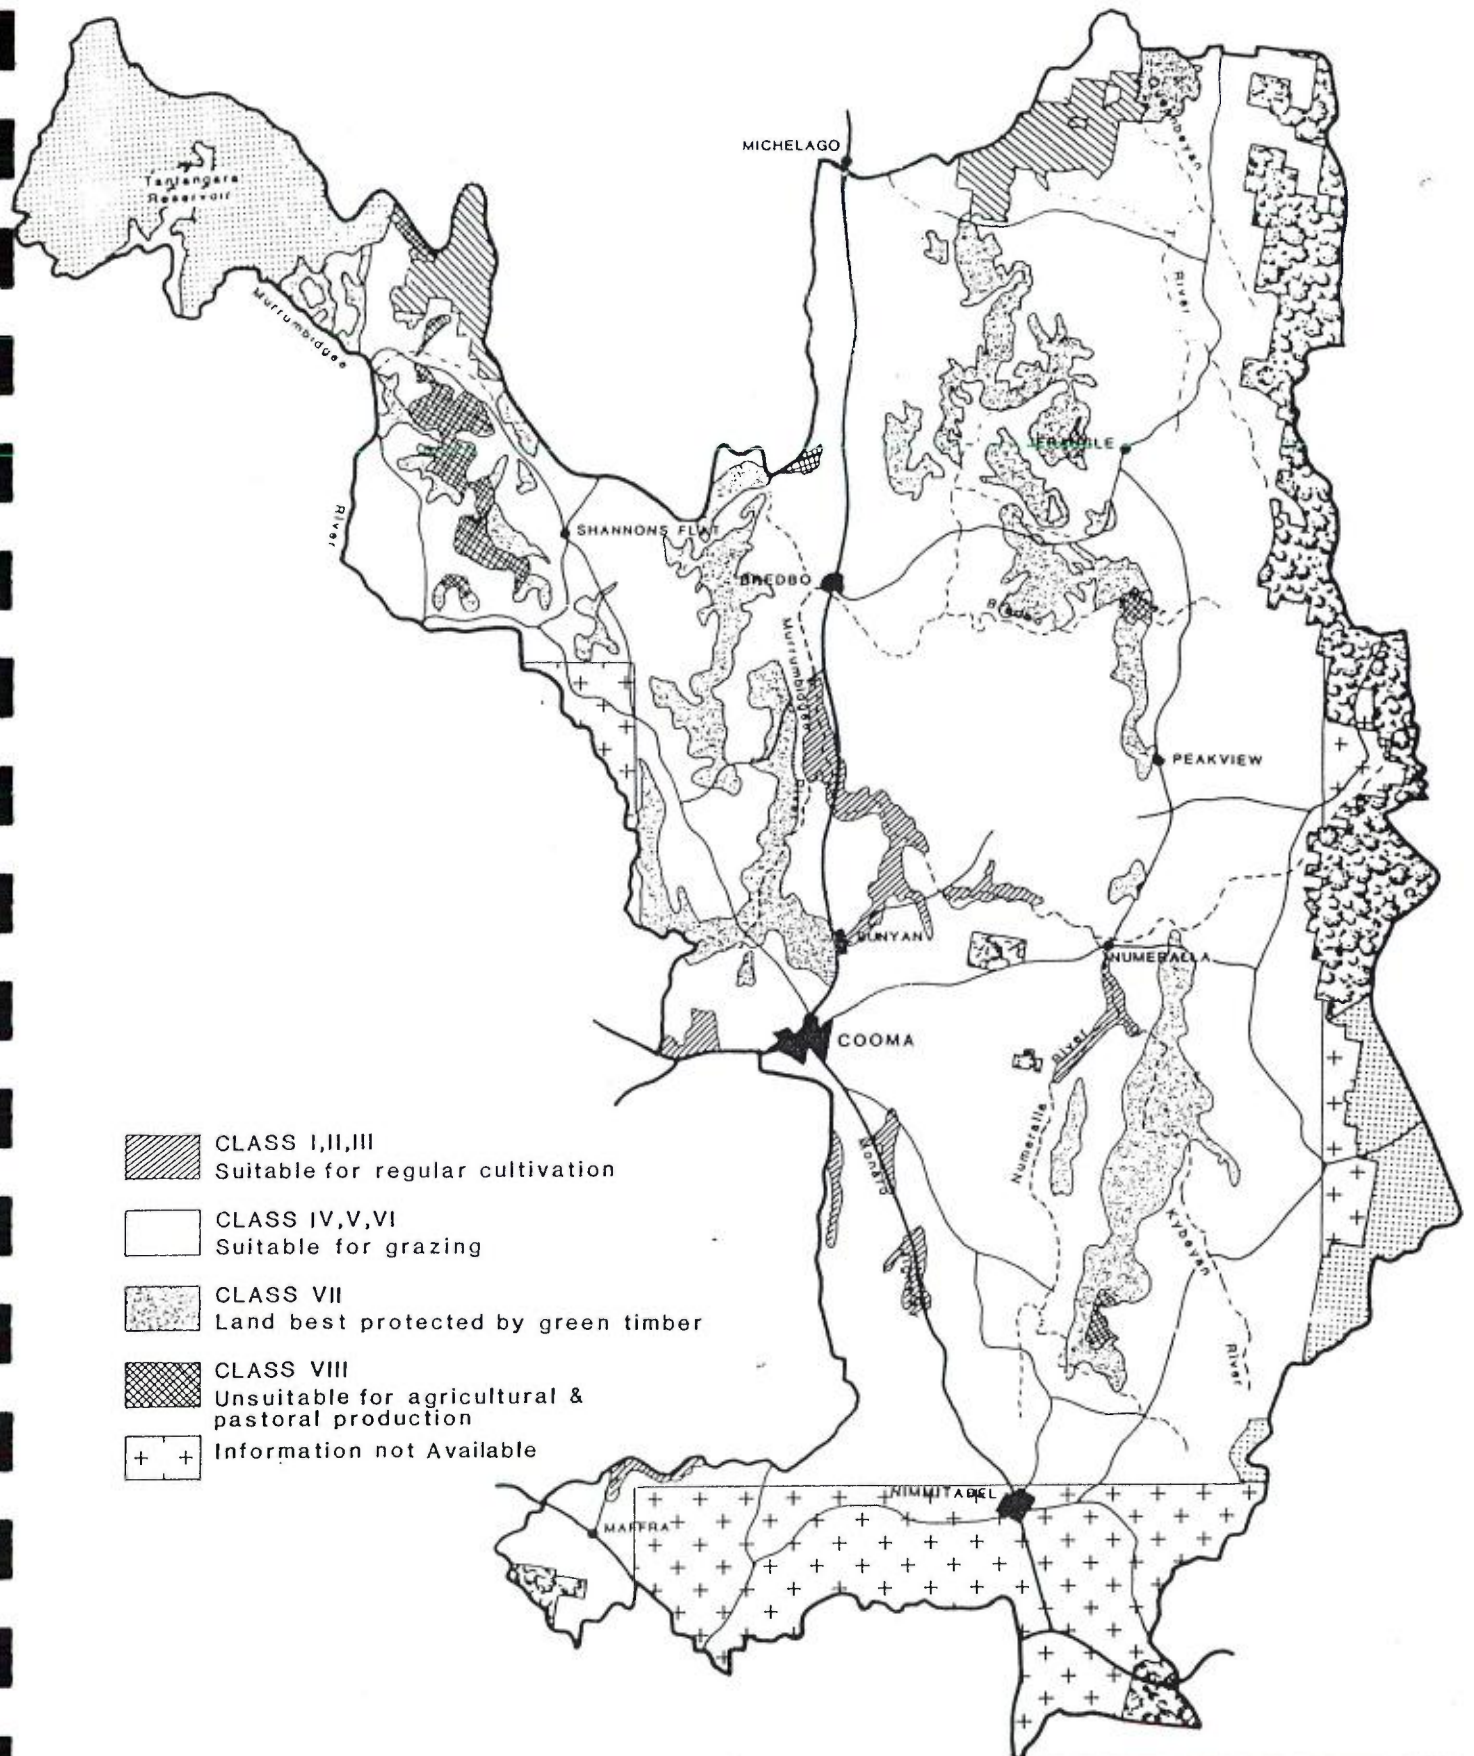 MICHELAGO
Tantangara
Reservoir
Murrumbidgee
River
River
JERANGLE
SHANNONS FLAT
BREDBO
Bredbo
Murrumbidgee
River
PEAKVIEW
BUNYAN
NUMERALLA
COOMA
River
Numeralla
Monaro
Kybeyan
River
CLASS I,II,III
Suitable for regular cultivation
CLASS IV,V,VI
Suitable for grazing
CLASS VII
Land best protected by green timber
CLASS VIII
Unsuitable for agricultural &
pastoral production
Information not Available
NIMMITABEL
MAFFRA